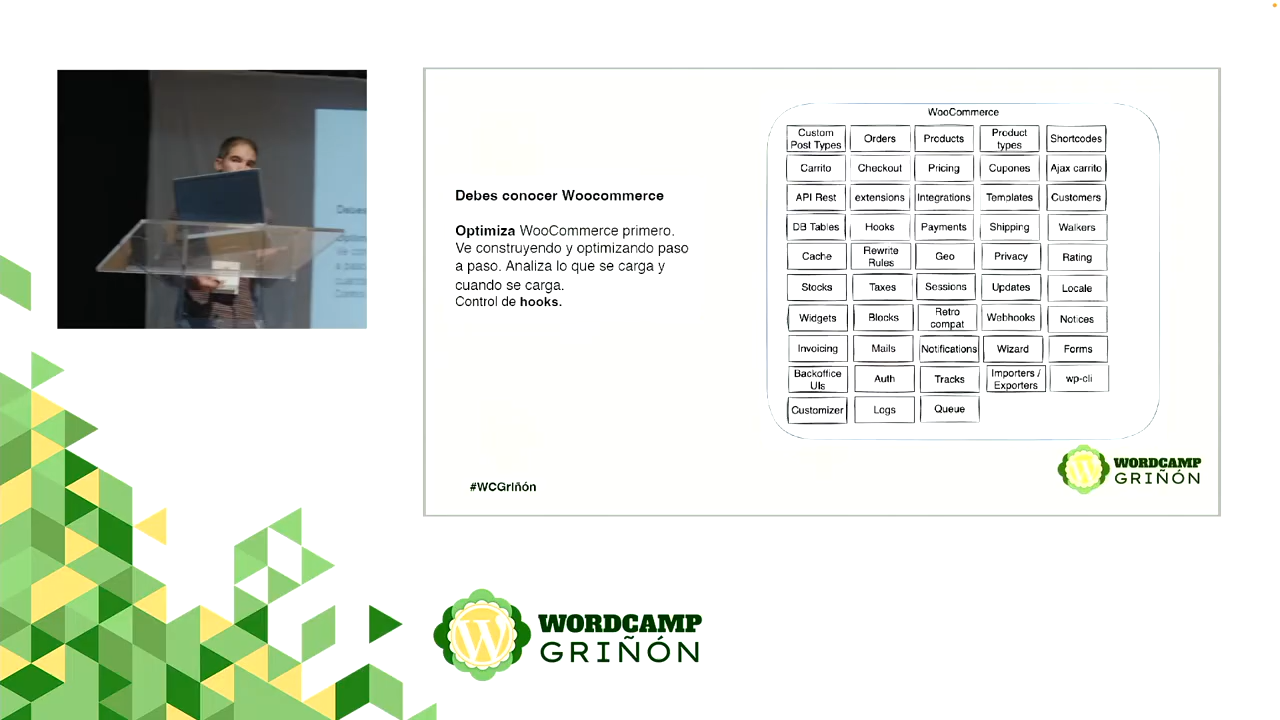 Debes conocer Woocommerce
Optimiza WooCommerce primero.
Ve construyendo y optimizando paso
a paso. Analiza lo que se carga y
cuando se carga.
Control de hooks.
#WCGriñón
WooCommerce
Custom Post Types
Orders
Products
Product types
Shortcodes
Carrito
Checkout
Pricing
Cupones
Ajax carrito
API Rest
extensions
Integrations
Templates
Customers
DB Tables
Hooks
Payments
Shipping
Walkers
Cache
Rewrite Rules
Geo
Privacy
Rating
Stocks
Taxes
Sessions
Updates
Locale
Widgets
Blocks
Retro compat
Webhooks
Notices
Invoicing
Mails
Notifications
Wizard
Forms
Backoffice UIs
Auth
Tracks
Importers / Exporters
wp-cli
Customizer
Logs
Queue
WORDCAMP
GRIÑÓN
WORDCAMP
GRIÑÓN